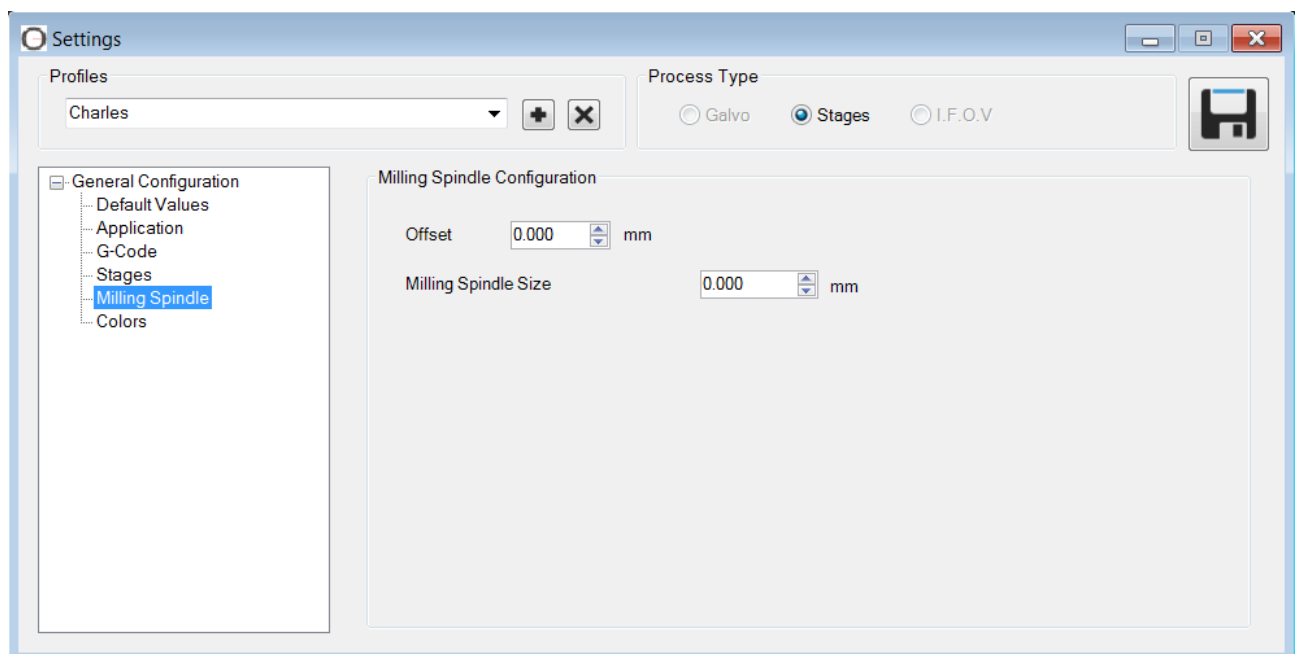 Settings
Profiles
Charles
Process Type
Galvo
Stages
I.F.O.V
General Configuration
Default Values
Application
G-Code
Stages
Milling Spindle
Colors
Milling Spindle Configuration
Offset 0.000 mm
Milling Spindle Size 0.000 mm